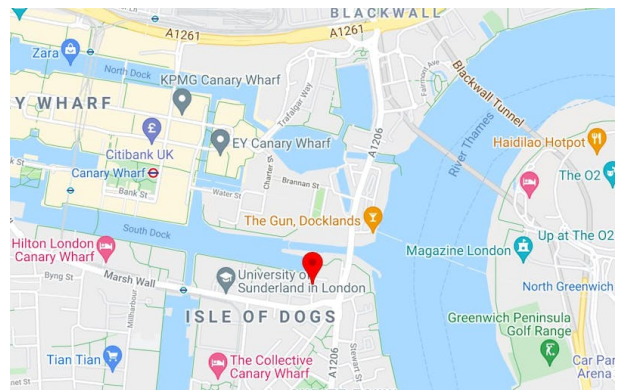 BLACKWALL
A1261
A1261
Zara
North Dock
KPMG Canary Wharf
Trafalgar Way
Fairmont Ave
Blackwall Tunnel
Y WHARF
Citibank UK
EY Canary Wharf
A1206
River Thames
Haidilao Hotpot
The O2
Canary Wharf
k St
Bank St
Water St
Charter St
Brannan St
The Gun, Docklands
South Dock
Hilton London
Canary Wharf
Magazine London
Up at The O2
Byng St
Marsh Wall
Millharbour
University of
Sunderland in London
North Greenwich
ISLE OF DOGS
Greenwich Peninsula
Golf Range
Tian Tian
The Collective
Canary Wharf
A1206
Stewart St
Car Par
Arena
net St